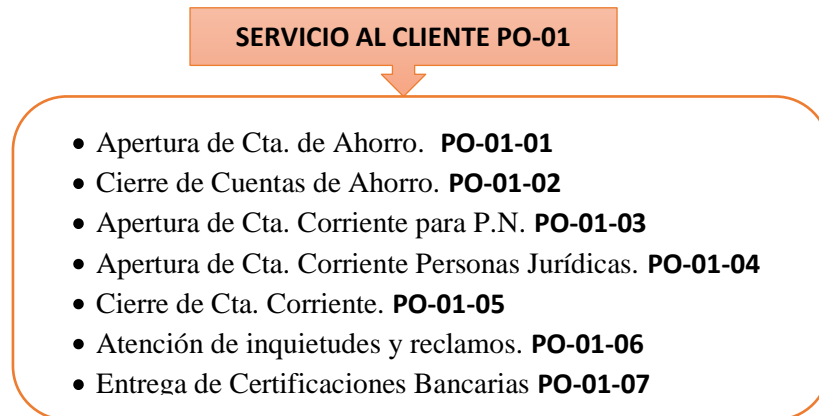 SERVICIO AL CLIENTE PO-01
• Apertura de Cta. de Ahorro. PO-01-01
• Cierre de Cuentas de Ahorro. PO-01-02
• Apertura de Cta. Corriente para P.N. PO-01-03
• Apertura de Cta. Corriente Personas Jurídicas. PO-01-04
• Cierre de Cta. Corriente. PO-01-05
• Atención de inquietudes y reclamos. PO-01-06
• Entrega de Certificaciones Bancarias PO-01-07